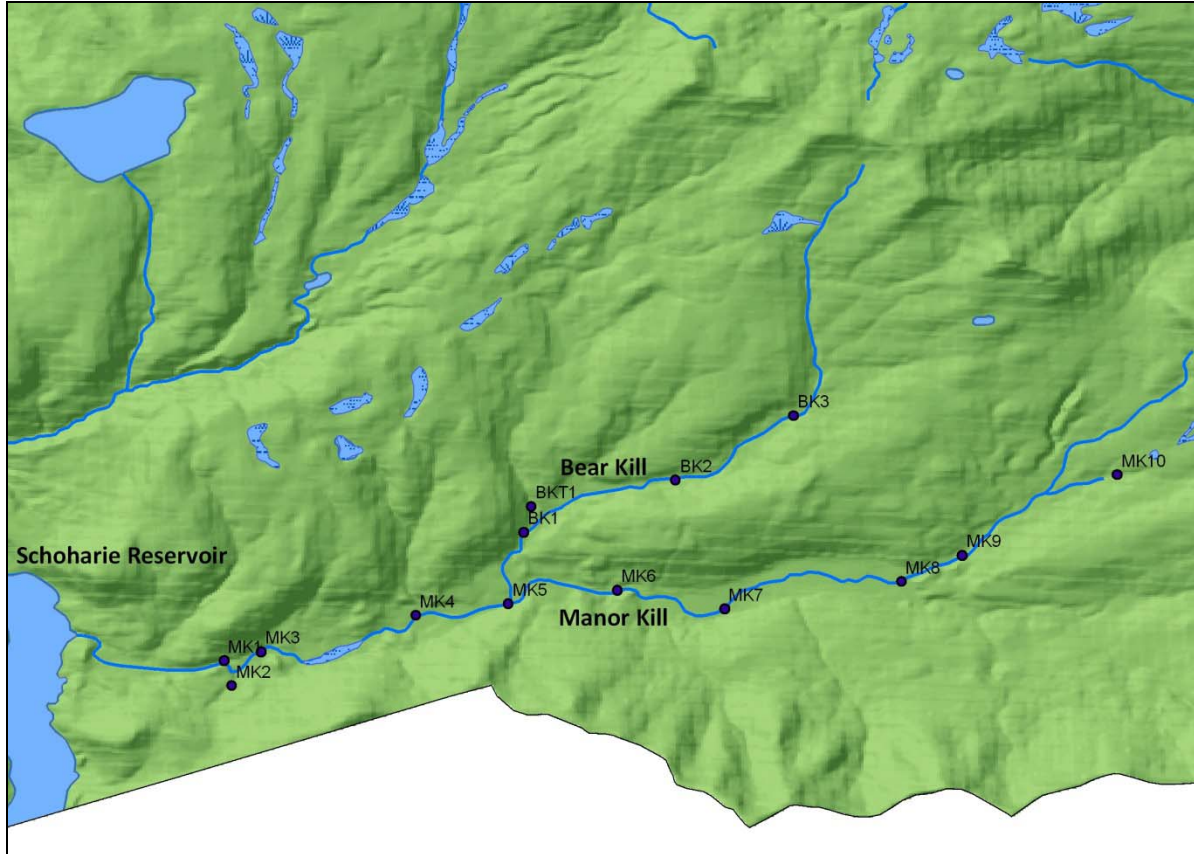 BK3
Bear Kill
BK2
MK10
BKT1
BK1
Schoharie Reservoir
MK9
MK8
MK6
MK5
MK7
MK4
Manor Kill
MK3
MK1
MK2